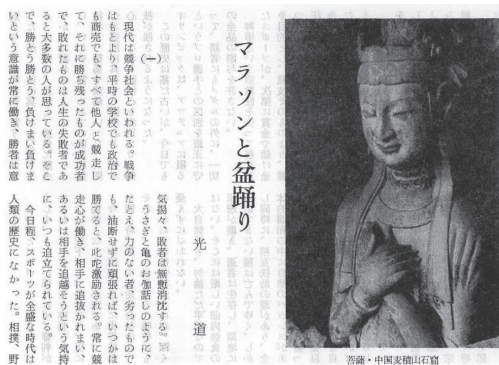 マラソンと盆踊り
光道
(一)
現代は競争社会といわれる。戦争
はもとより、平時の学校でも政治で
も商売でも、すべて他人と競走し
て、それに勝ち残ったものが成功者
で、敗れたものは人生の失敗者であ
ると大多数の人が思っている。そこ
で、勝とう勝とう、負けまい負けま
いという意識が常に働き、勝者は意
気揚々、敗者は無慙消沈する。
うさぎと亀のお伽話しのように、
たとえ、力のない者、劣ったもので
も、油断せずに頑張れば、いつかは
勝てると、叱咤激励される。常に競
走心が働き、相手に追抜かれまい、
あるいは相手を追越そうという気持
に、いつも追立てられている。
今日程、スポーツが全盛な時代は
人類の歴史になかった。相撲、野
菩薩・中国麦積山石窟